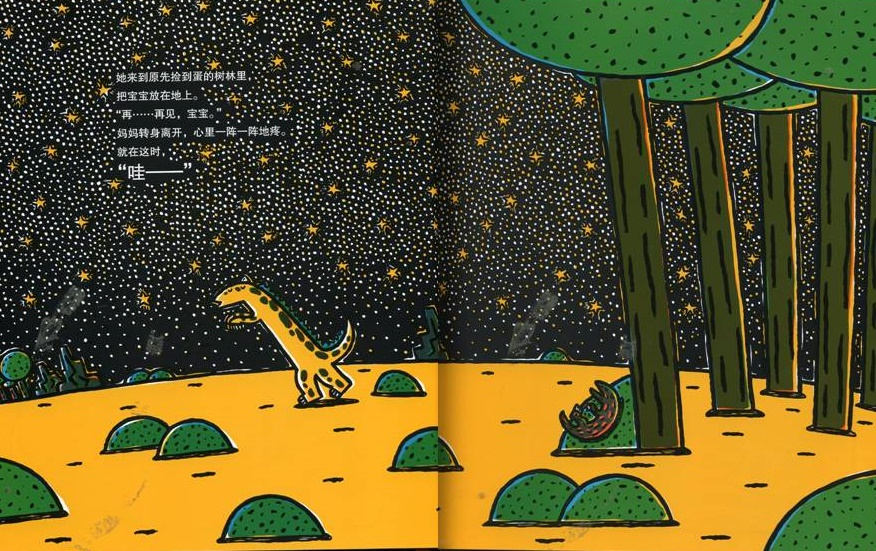 她来到原先捡到蛋的树林里，
把宝宝放在地上。
“再……再见，宝宝。”
妈妈转身离开，心里一阵一阵地疼。
就在这时，
“哇——”